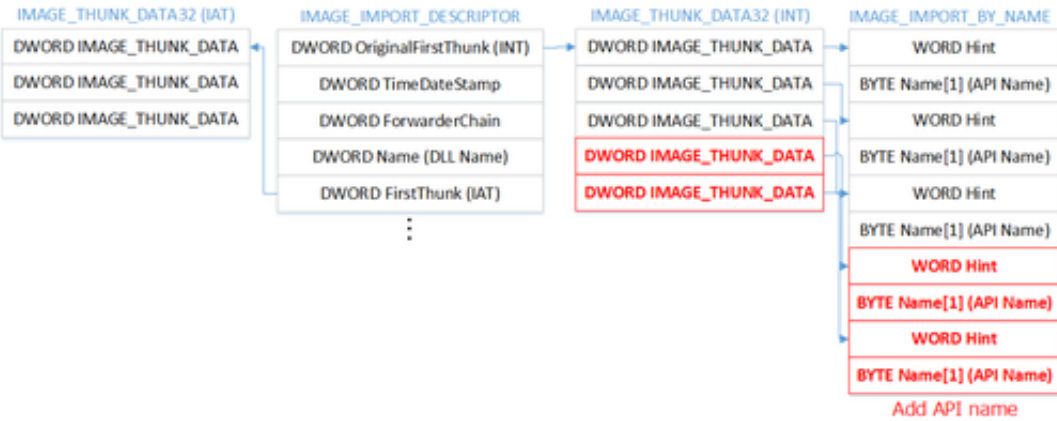 IMAGE_THUNK_DATA32 (IAT)
DWORD IMAGE_THUNK_DATA
DWORD IMAGE_THUNK_DATA
DWORD IMAGE_THUNK_DATA
IMAGE_IMPORT_DESCRIPTOR
DWORD OriginalFirstThunk (INT)
DWORD TimeDateStamp
DWORD ForwarderChain
DWORD Name (DLL Name)
DWORD FirstThunk (IAT)
IMAGE_THUNK_DATA32 (INT)
DWORD IMAGE_THUNK_DATA
DWORD IMAGE_THUNK_DATA
DWORD IMAGE_THUNK_DATA
DWORD IMAGE_THUNK_DATA
DWORD IMAGE_THUNK_DATA
IMAGE_IMPORT_BY_NAME
WORD Hint
BYTE Name[1] (API Name)
WORD Hint
BYTE Name[1] (API Name)
WORD Hint
BYTE Name[1] (API Name)
WORD Hint
BYTE Name[1] (API Name)
WORD Hint
BYTE Name[1] (API Name)
Add API name